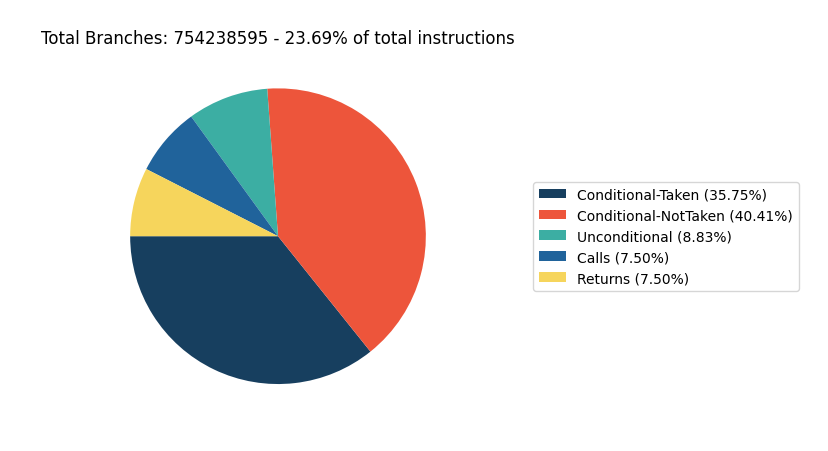 Total Branches: 754238595 - 23.69% of total instructions
Conditional-Taken (35.75%)
Conditional-NotTaken (40.41%)
Unconditional (8.83%)
Calls (7.50%)
Returns (7.50%)